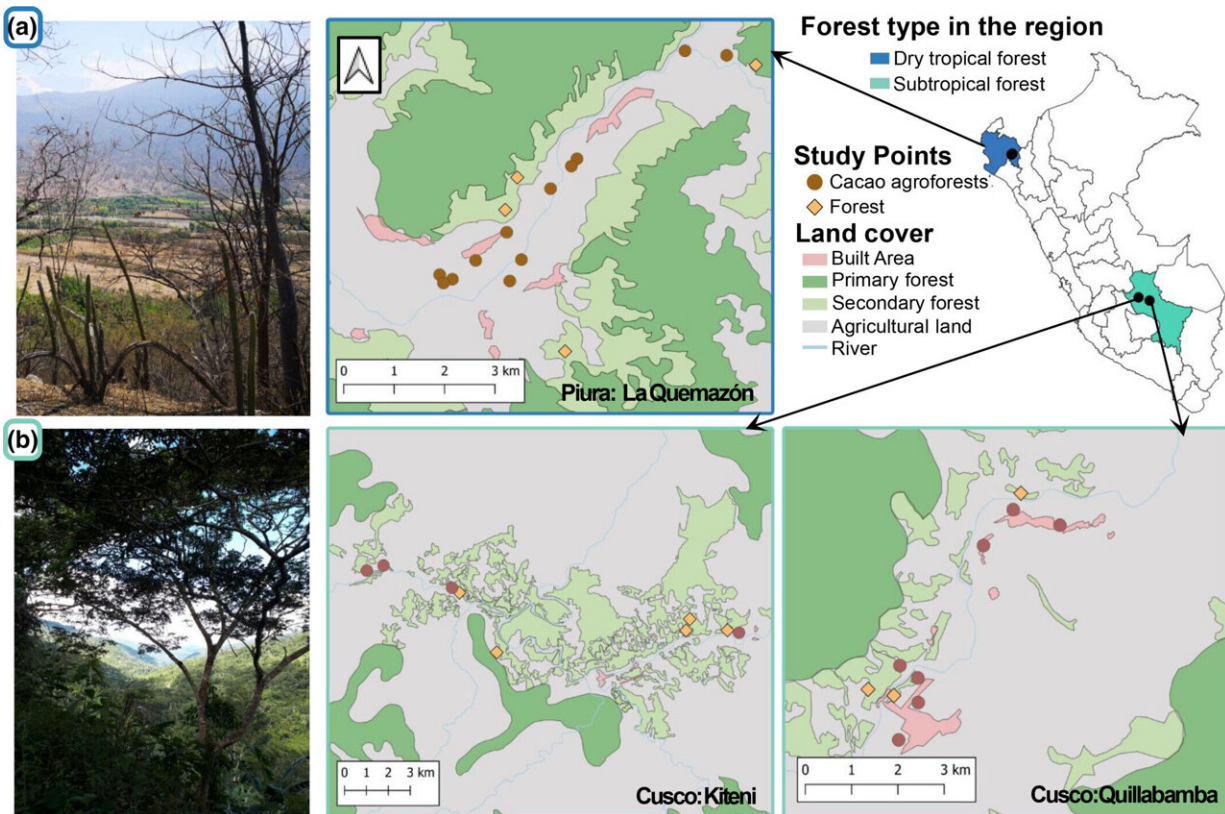 (a)
Forest type in the region
Dry tropical forest
Subtropical forest
Study Points
Cacao agroforests
Forest
Land cover
Built Area
Primary forest
Secondary forest
Agricultural land
River
0 1 2 3 km
Piura: La Quemazón
(b)
0 1 2 3 km
Cusco:Kiteni
0 1 2 3 km
Cusco:Quillabamba